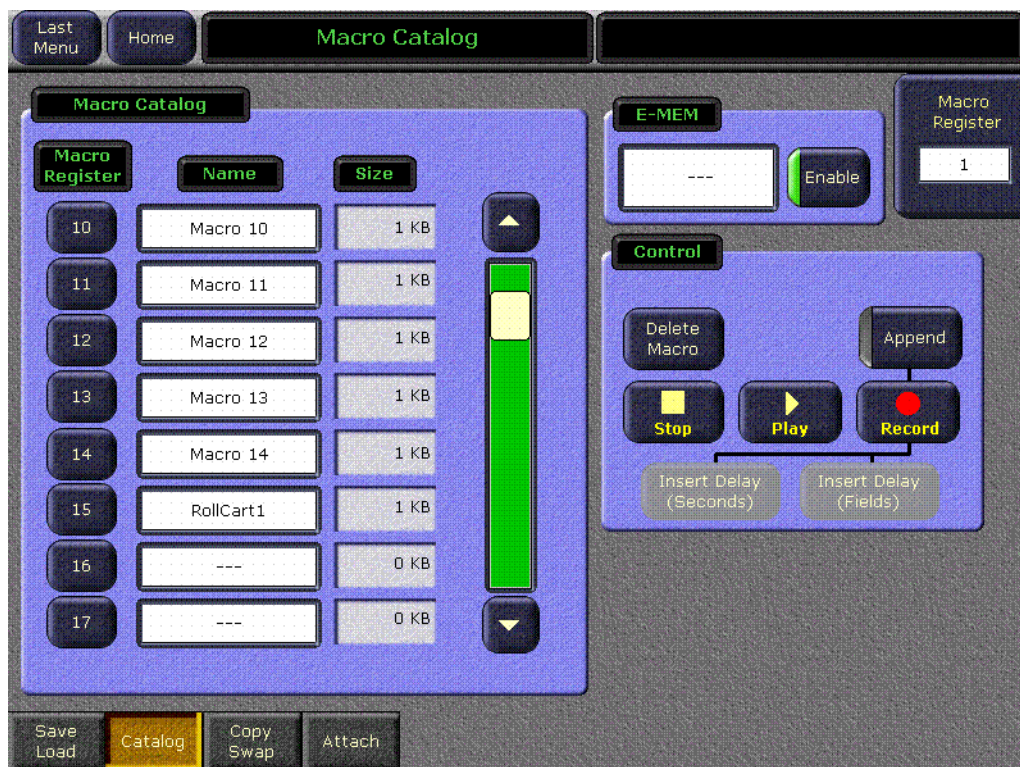 Last
Menu
Home
Macro Catalog
Macro Catalog
Macro
Register
Name
Size
10
Macro 10
1 KB
11
Macro 11
1 KB
12
Macro 12
1 KB
13
Macro 13
1 KB
14
Macro 14
1 KB
15
RollCart1
1 KB
16
---
0 KB
17
---
0 KB
E-MEM
---
Enable
Macro
Register
1
Control
Delete
Macro
Append
Stop
Play
Record
Insert Delay
(Seconds)
Insert Delay
(Fields)
Save
Load
Catalog
Copy
Swap
Attach